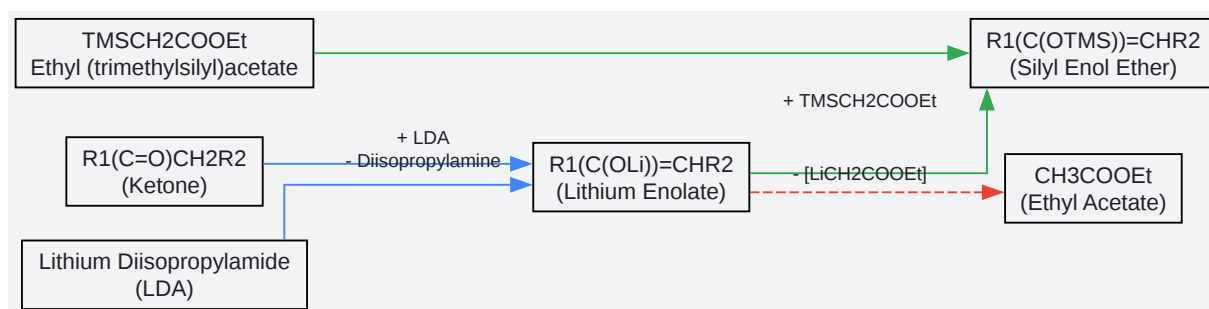 TMSCH2COOEt
Ethyl (trimethylsilyl)acetate
R1(C(OTMS))=CHR2
(Silyl Enol Ether)
+ TMSCH2COOEt
+ LDA
- Diisopropylamine
R1(C=O)CH2R2
(Ketone)
R1(C(OLi))=CHR2
(Lithium Enolate)
- [LiCH2COOEt]
CH3COOEt
(Ethyl Acetate)
Lithium Diisopropylamide
(LDA)